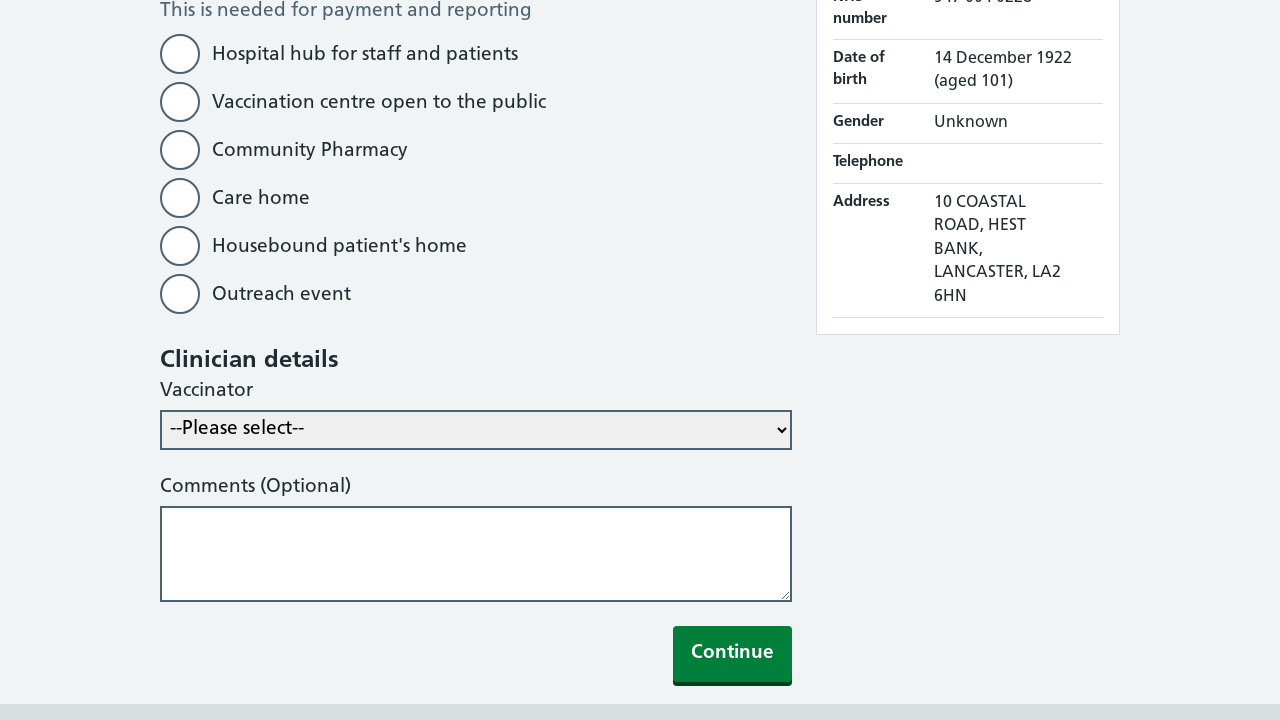 This is needed for payment and reporting
Hospital hub for staff and patients
Vaccination centre open to the public
Community Pharmacy
Care home
Housebound patient's home
Outreach event
Clinician details
Vaccinator
--Please select--
Comments (Optional)
Continue
number
Date of birth
14 December 1922
(aged 101)
Gender
Unknown
Telephone
Address
10 COASTAL
ROAD, HEST
BANK,
LANCASTER, LA2
6HN